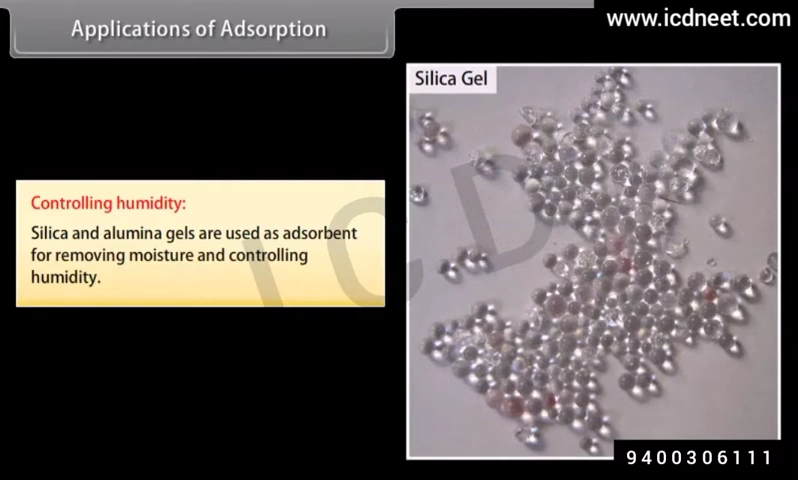 www.icdneet.com
Applications of Adsorption
Silica Gel
Controlling humidity:
Silica and alumina gels are used as adsorbent
for removing moisture and controlling
humidity.
ICD
9400306111